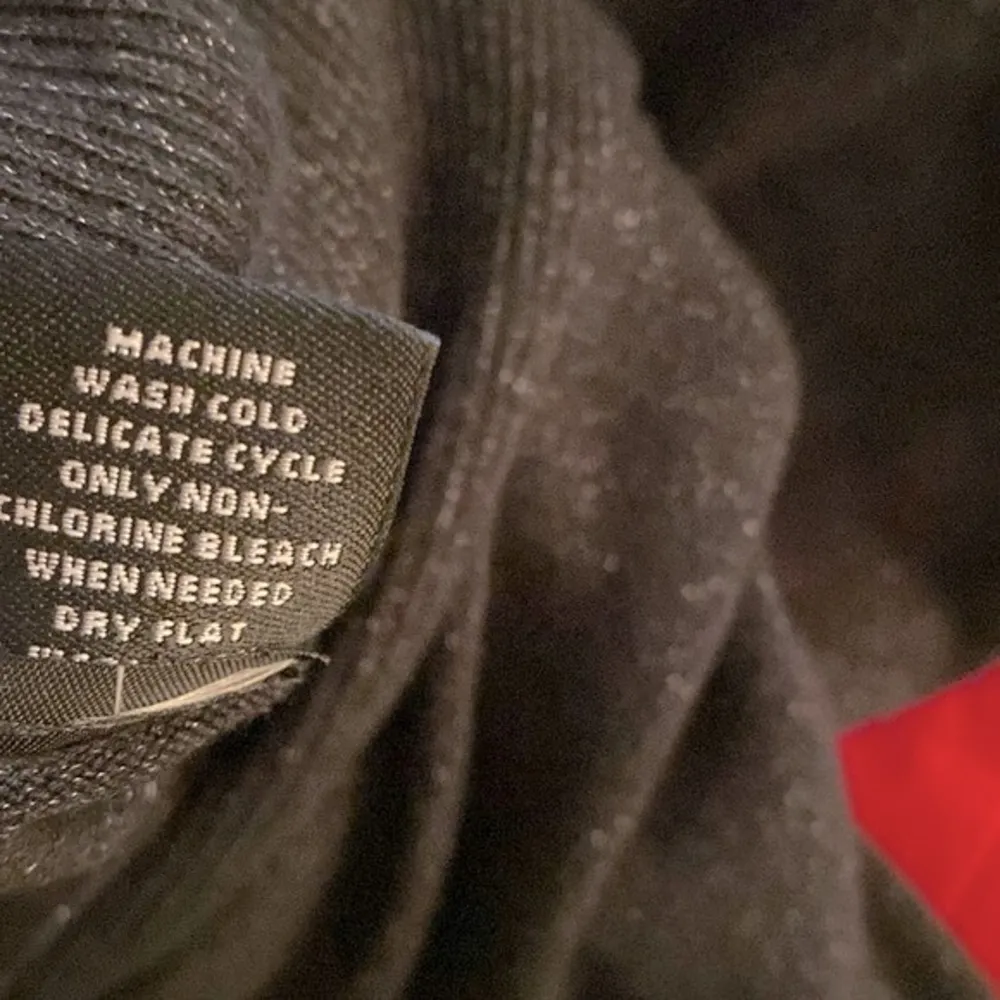 MACHINE
WASH COLD
DELICATE CYCLE
ONLY NON-
CHLORINE BLEACH
WHEN NEEDED
DRY FLAT